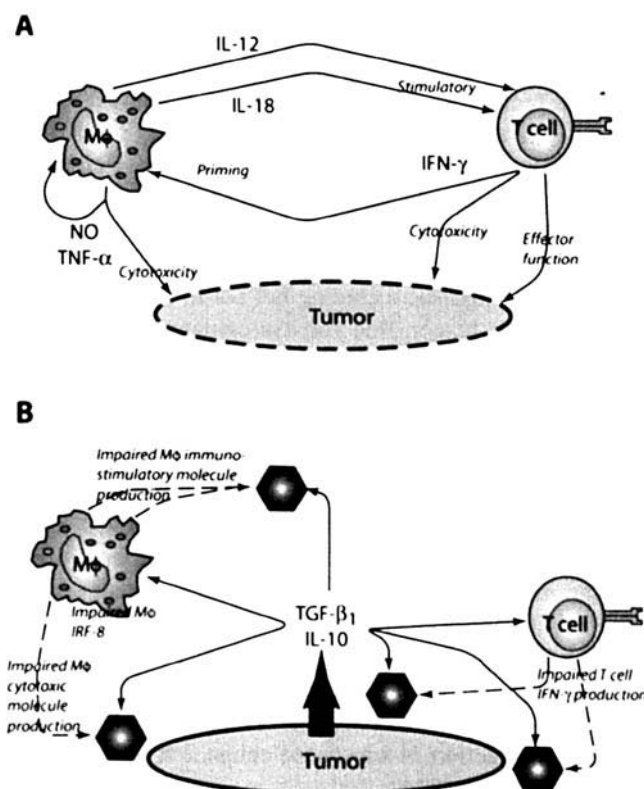 A
IL-12
IL-18
Stimulatory
Mϕ
T cell
Priming
IFN-γ
NO
TNF-α
Cytotoxicity
Cytotoxicity
Effector
function
Tumor
B
Impaired Mϕ immuno-
stimulatory molecule
production
Mϕ
Impaired Mϕ
IRF-8
TGF-β1
IL-10
T cell
Impaired Mϕ
cytotoxic
molecule
production
Impaired T cell
IFN-γ production
Tumor